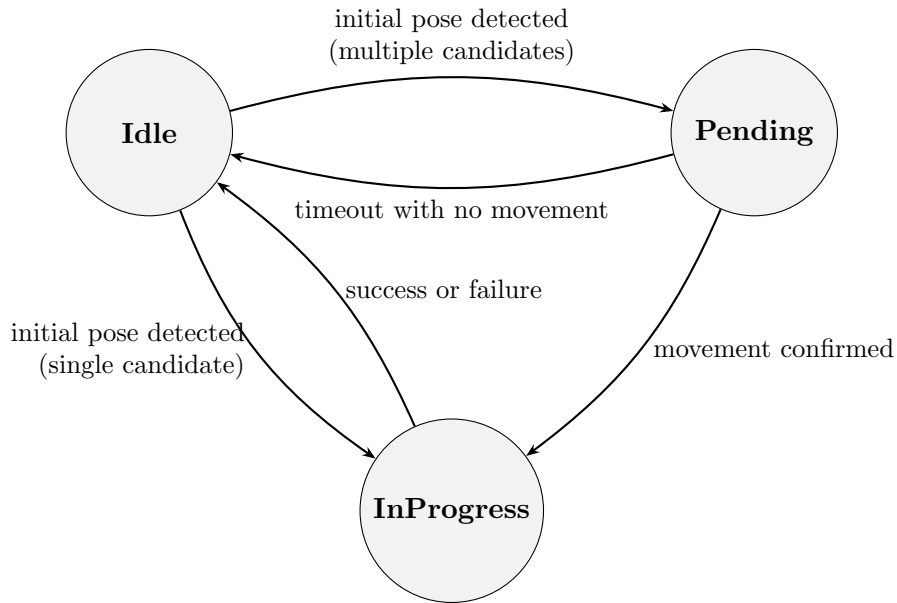 initial pose detected
(multiple candidates)
Idle
Pending
timeout with no movement
success or failure
initial pose detected
(single candidate)
movement confirmed
InProgress